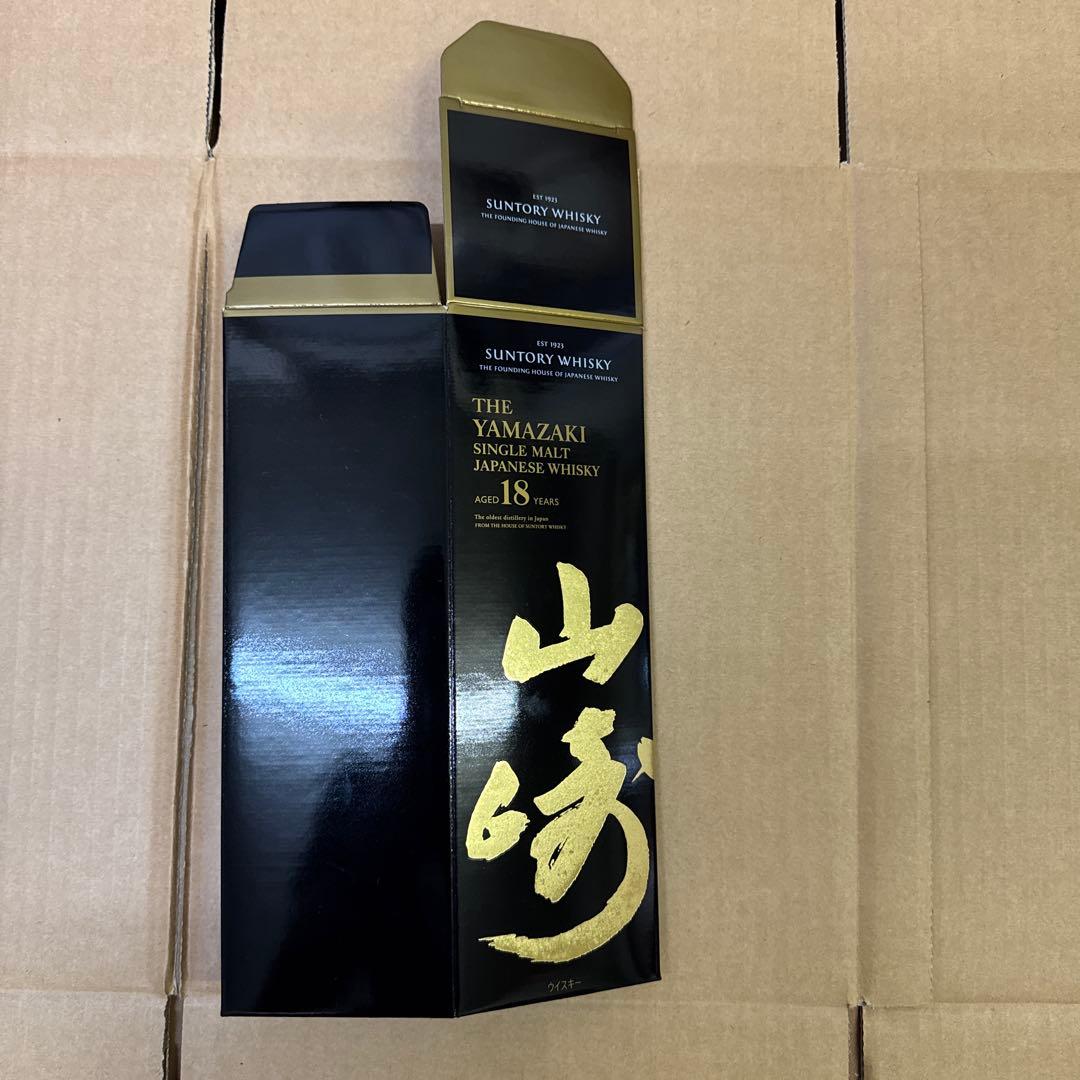 EST 1923
SUNTORY WHISKY
THE FOUNDING HOUSE OF JAPANESE WHISKY
EST 1923
SUNTORY WHISKY
THE FOUNDING HOUSE OF JAPANESE WHISKY
THE
YAMAZAKI
SINGLE MALT
JAPANESE WHISKY
AGED 18 YEARS
The oldest distillery in Japan
FROM THE HOUSE OF SUNTORY WHISKY
山
崎
ウイスキー